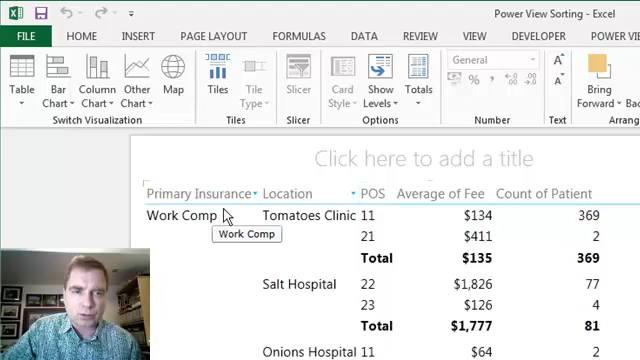 Power View Sorting - Excel
FILE HOME INSERT PAGE LAYOUT FORMULAS DATA REVIEW VIEW DEVELOPER POWER VI
Table Bar Chart Column Chart Other Chart Map Tiles Tile Type Slicer Card Style Show Levels Totals General $ % , .00 .0 A A Bring Forward Back
Switch Visualization Tiles Slicer Options Number Text Arrang
Click here to add a title
Primary Insurance Location POS Average of Fee Count of Patient
Work Comp Tomatoes Clinic 11 $134 369
Work Comp 21 $411 2
Total $135 369
Salt Hospital 22 $1,826 77
23 $126 4
Total $1,777 81
Onions Hospital 11 $64 2